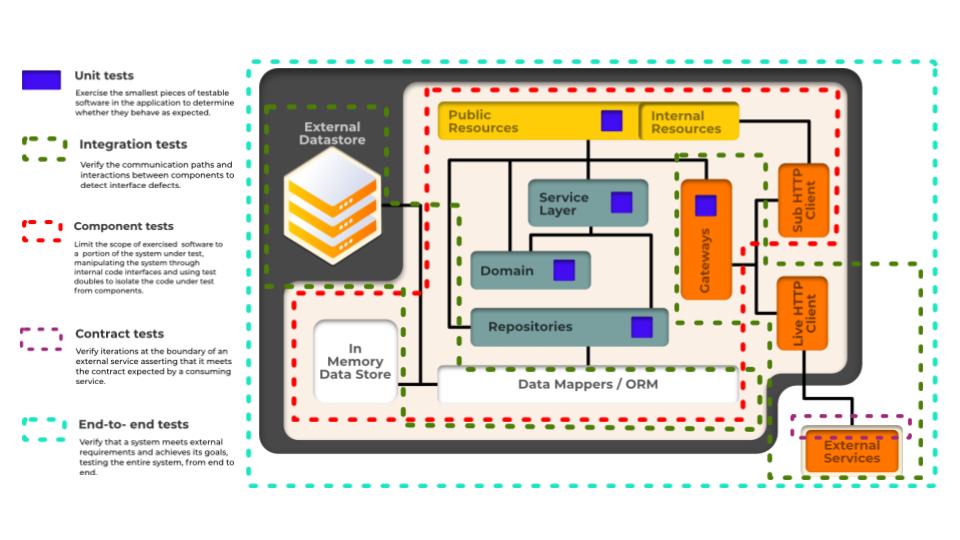 Unit tests
Exercise the smallest pieces of testable
software in the application to determine
whether they behave as expected.
Integration tests
Verify the communication paths and
interactions between components to
detect interface defects.
Component tests
Limit the scope of exercised software to
a portion of the system under test,
manipulating the system through
internal code interfaces and using test
doubles to isolate the code under test
from components.
Contract tests
Verify iterations at the boundary of an
external service asserting that it meets
the contract expected by a consuming
service.
End-to- end tests
Verify that a system meets external
requirements and achieves its goals,
testing the entire system, from end to
end.
External
Datastore
Public
Resources
Internal
Resources
Service
Layer
Domain
Repositories
Gateways
Sub HTTP
Client
Live HTTP
Client
In
Memory
Data Store
Data Mappers / ORM
External
Services